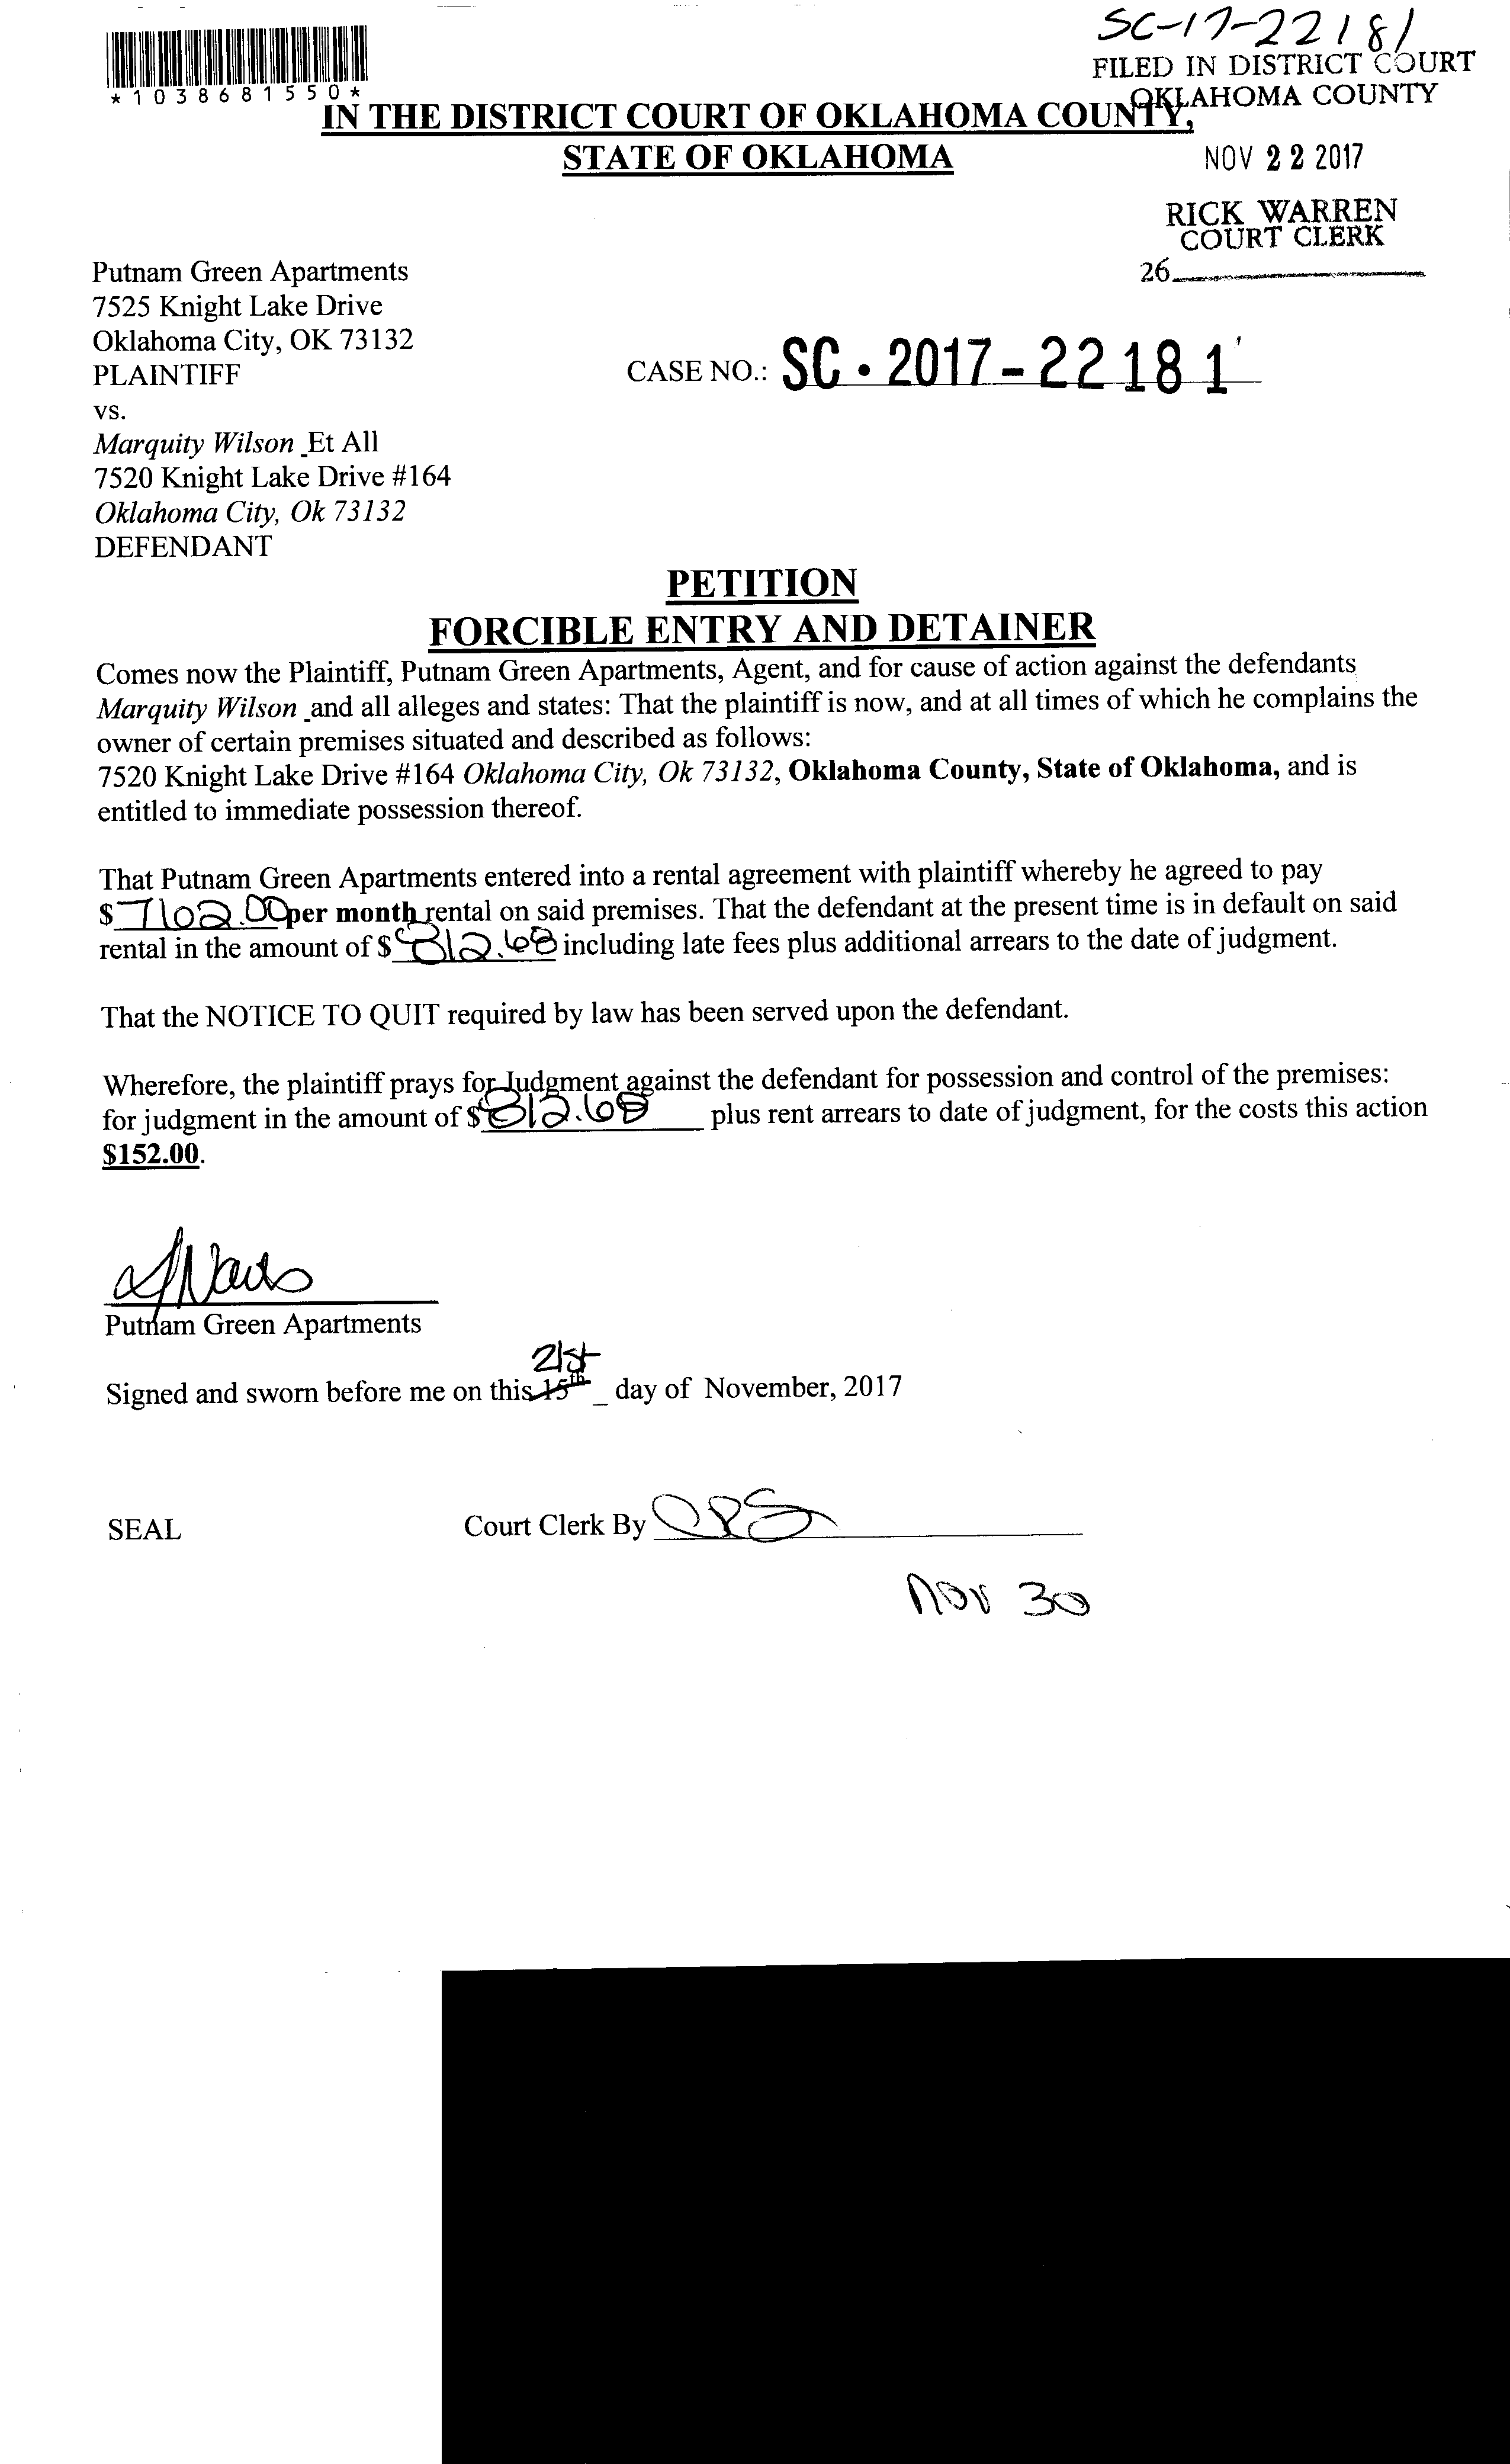 SC-17-22181
FILED IN DISTRICT COURT
OKLAHOMA COUNTY
*1038681550*
IN THE DISTRICT COURT OF OKLAHOMA COUNTY,
STATE OF OKLAHOMA
NOV 22 2017
RICK WARREN
COURT CLERK
26
Putnam Green Apartments
7525 Knight Lake Drive
Oklahoma City, OK 73132
PLAINTIFF
CASE NO.: SC-2017-22181
vs.
Marquity Wilson _Et All
7520 Knight Lake Drive #164
Oklahoma City, Ok 73132
DEFENDANT
PETITION
FORCIBLE ENTRY AND DETAINER
Comes now the Plaintiff, Putnam Green Apartments, Agent, and for cause of action against the defendants
Marquity Wilson _and all alleges and states: That the plaintiff is now, and at all times of which he complains the
owner of certain premises situated and described as follows:
7520 Knight Lake Drive #164 Oklahoma City, Ok 73132, Oklahoma County, State of Oklahoma, and is
entitled to immediate possession thereof.
That Putnam Green Apartments entered into a rental agreement with plaintiff whereby he agreed to pay
$ per month rental on said premises. That the defendant at the present time is in default on said
rental in the amount of $ 812.68 including late fees plus additional arrears to the date of judgment.
That the NOTICE TO QUIT required by law has been served upon the defendant.
Wherefore, the plaintiff prays for Judgment against the defendant for possession and control of the premises:
for judgment in the amount of $ 812.68 plus rent arrears to date of judgment, for the costs this action
$152.00.
Putnam Green Apartments
21st
Signed and sworn before me on this 15th _ day of November, 2017
SEAL
Court Clerk By
Nov 30